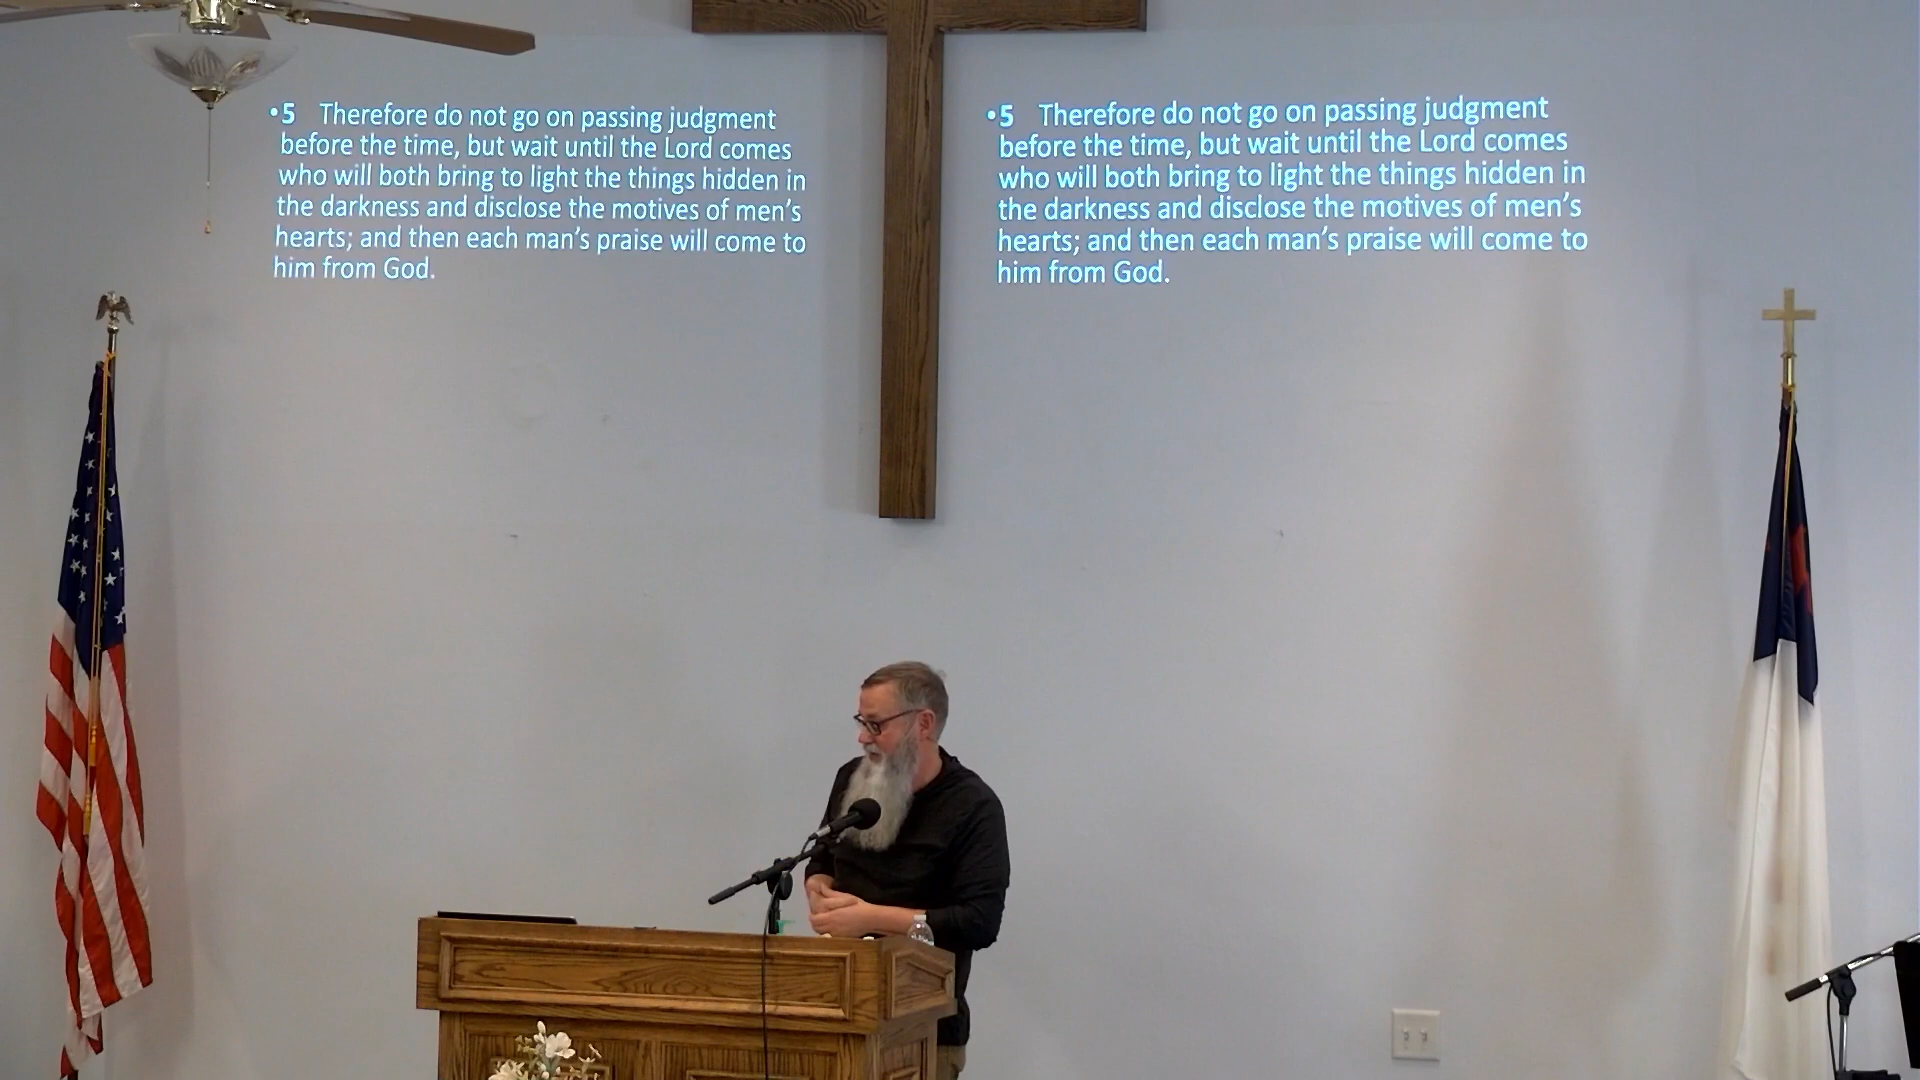 •5 Therefore do not go on passing judgment
before the time, but wait until the Lord comes
who will both bring to light the things hidden in
the darkness and disclose the motives of men’s
hearts; and then each man’s praise will come to
him from God.
•5 Therefore do not go on passing judgment
before the time, but wait until the Lord comes
who will both bring to light the things hidden in
the darkness and disclose the motives of men’s
hearts; and then each man’s praise will come to
him from God.